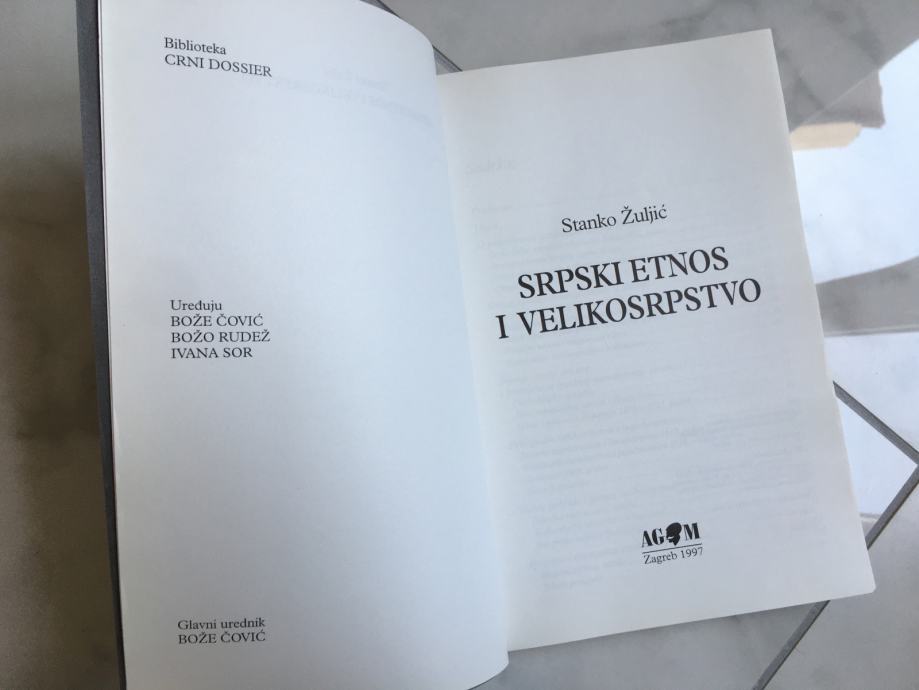 Biblioteka
CRNI DOSSIER
Uređuju
BOŽE ČOVIĆ
BOŽO RUDEŽ
IVANA SOR
Glavni urednik
BOŽE ČOVIĆ
Stanko Žuljić
SRPSKI ETNOS
I VELIKOSRPSTVO
AGM
Zagreb 1997